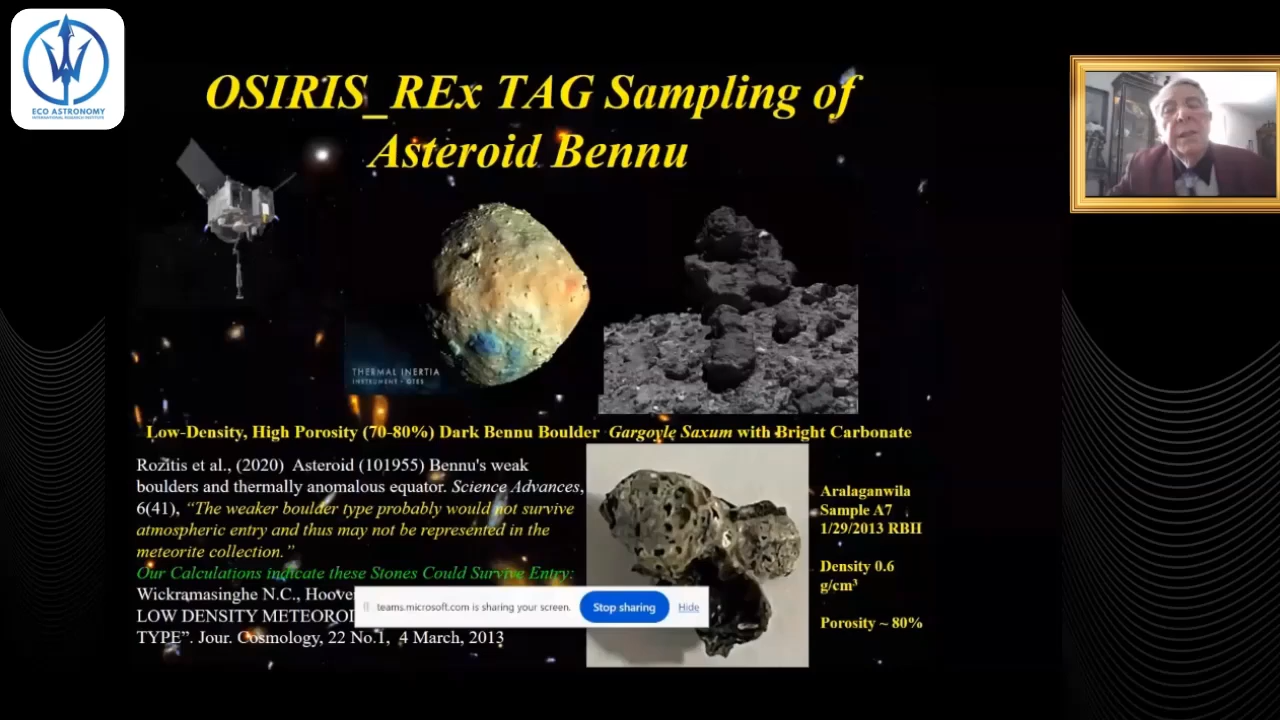 ECO ASTRONOMY
OSIRIS_REx TAG Sampling of
Asteroid Bennu
THERMAL INERTIA
INSTRUMENT • OTES
Low-Density, High Porosity (70-80%) Dark Bennu Boulder Gargoyle Saxum with Bright Carbonate
Rozitis et al., (2020) Asteroid (101955) Bennu's weak
boulders and thermally anomalous equator. Science Advances,
6(41), “The weaker boulder type probably would not survive
atmospheric entry and thus may not be represented in the
meteorite collection.”
Our Calculations indicate these Stones Could Survive Entry:
Wickramasinghe N.C., Hoover
LOW DENSITY METEOROI
TYPE”. Jour. Cosmology, 22 No.1, 4 March, 2013
teams.microsoft.com is sharing your screen.
Stop sharing
Hide
Aralaganwila
Sample A7
1/29/2013 RBH
Density 0.6
g/cm³
Porosity ~ 80%